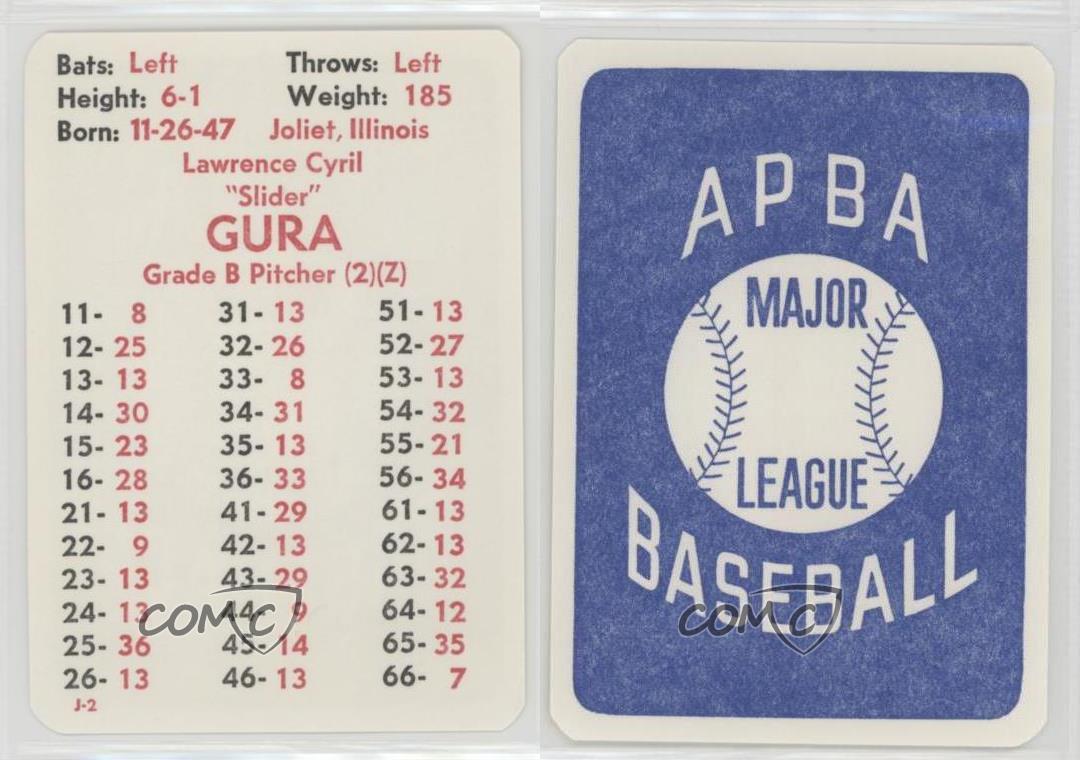 Bats: Left Throws: Left
Height: 6-1 Weight: 185
Born: 11-26-47 Joliet, Illinois
Lawrence Cyril
"Slider"
GURA
Grade B Pitcher (2)(Z)
11- 8 31- 13 51- 13
12- 25 32- 26 52- 27
13- 13 33- 8 53- 13
14- 30 34- 31 54- 32
15- 23 35- 13 55- 21
16- 28 36- 33 56- 34
21- 13 41- 29 61- 13
22- 9 42- 13 62- 13
23- 13 43- 29 63- 32
24- 13 44- 9 64- 12
25- 36 45- 14 65- 35
26- 13 46- 13 66- 7
J-2
COMC
APBA
MAJOR
LEAGUE
BASEBALL
COMC